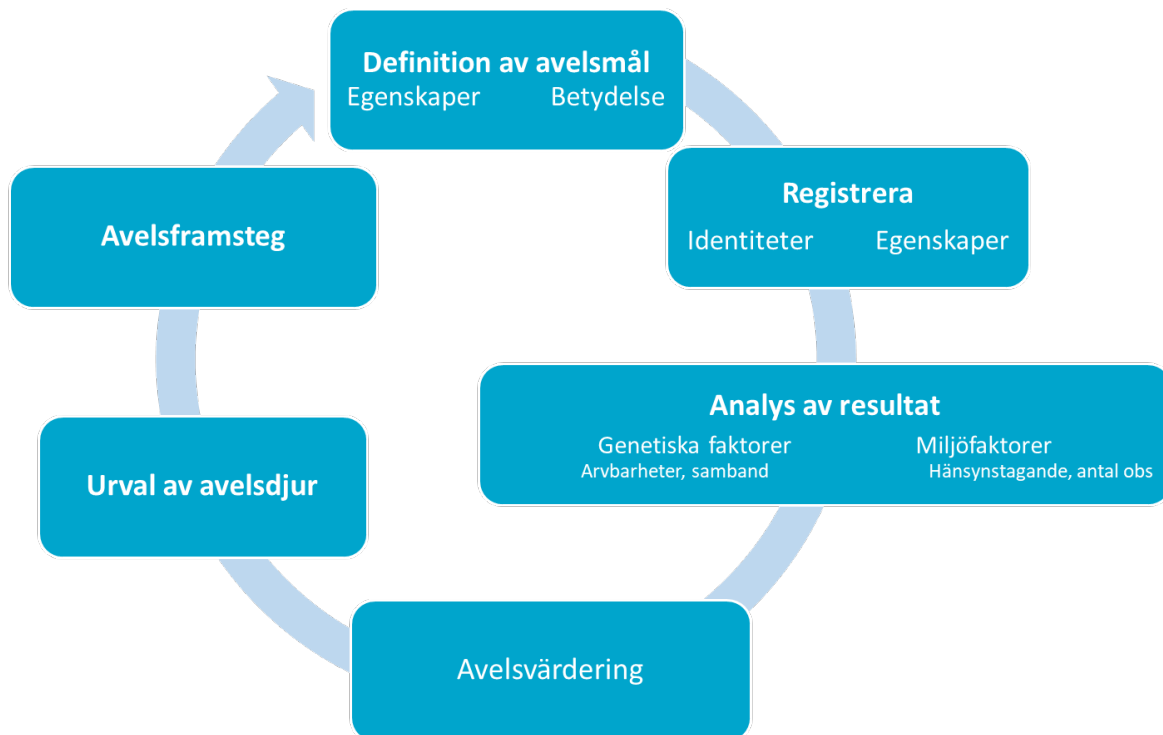 Definition av avelsmål
Egenskaper Betydelse
Registrera
Identiteter Egenskaper
Analys av resultat
Genetiska faktorer Miljöfaktorer
Arvbarheter, samband Hänsynstagande, antal obs
Avelsvärdering
Urval av avelsdjur
Avelsframsteg